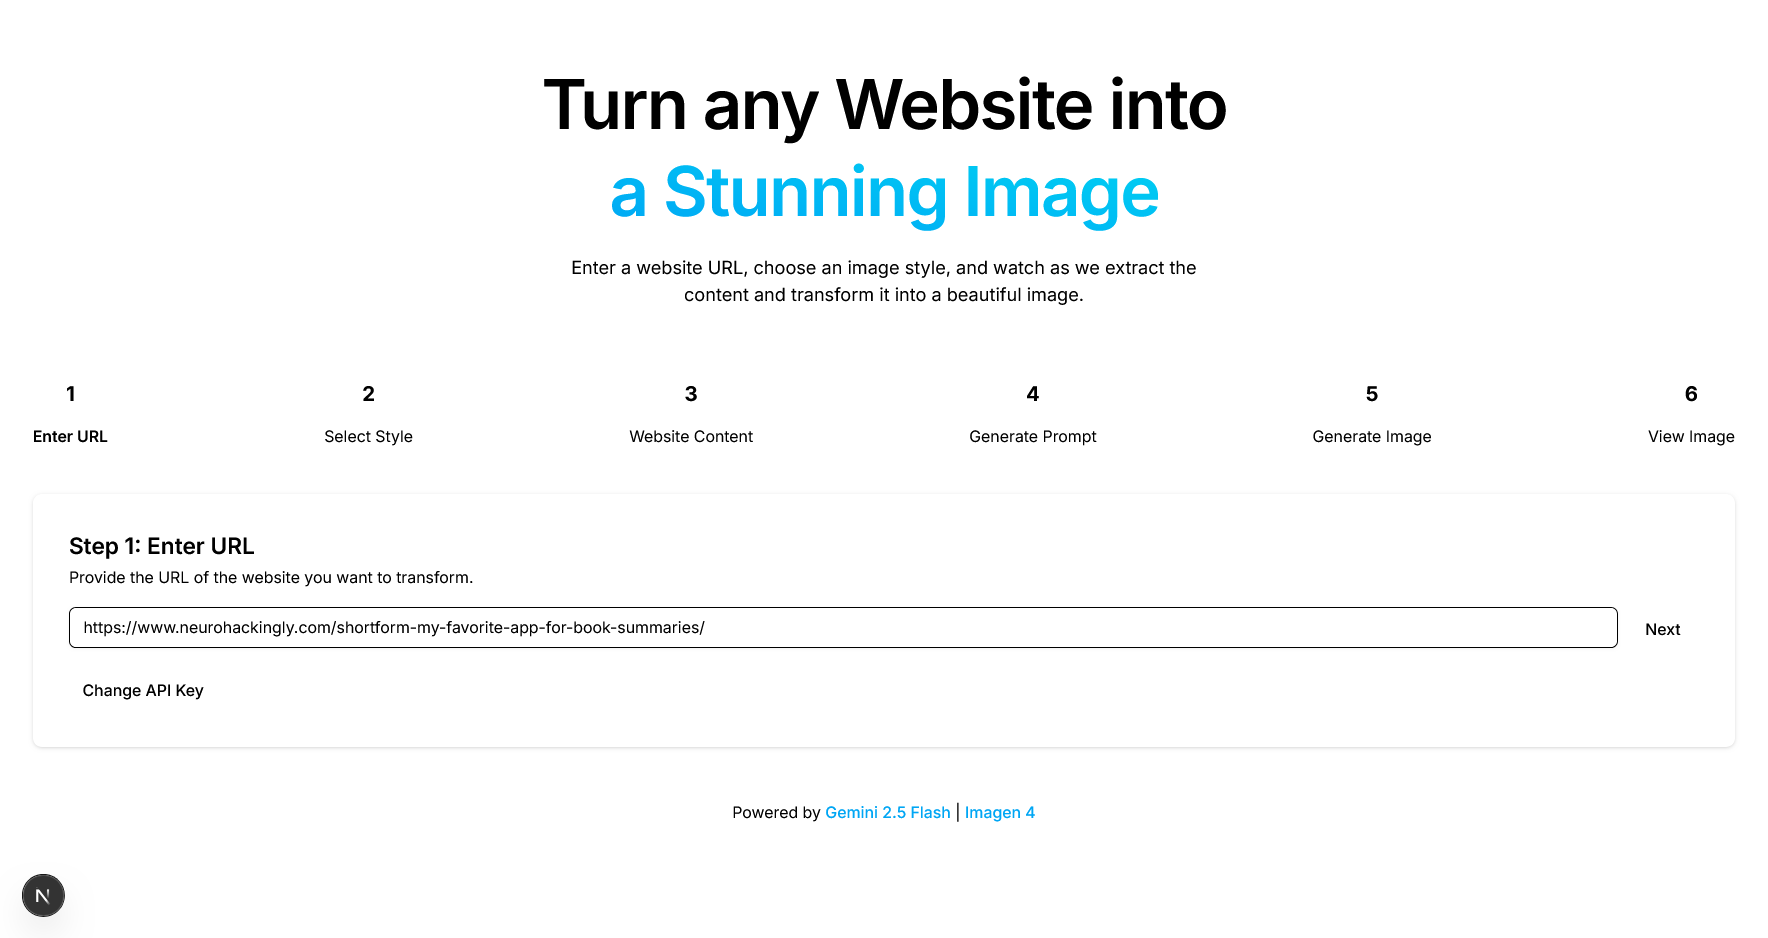 Turn any Website into
a Stunning Image
Enter a website URL, choose an image style, and watch as we extract the
content and transform it into a beautiful image.
1
Enter URL
2
Select Style
3
Website Content
4
Generate Prompt
5
Generate Image
6
View Image
Step 1: Enter URL
Provide the URL of the website you want to transform.
https://www.neurohackingly.com/shortform-my-favorite-app-for-book-summaries/
Next
Change API Key
Powered by Gemini 2.5 Flash | Imagen 4
N